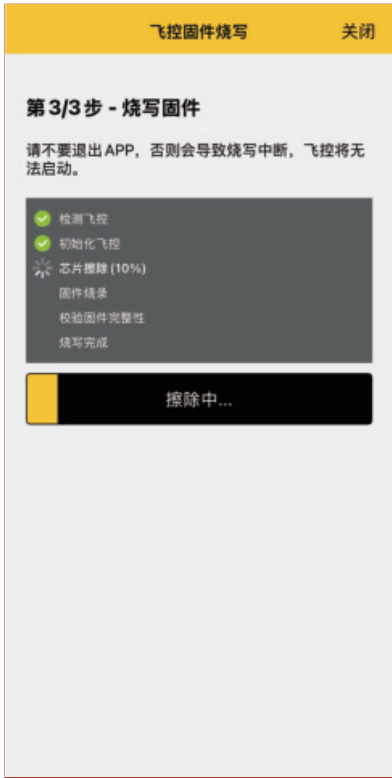 飞控固件烧写 关闭
第3/3步 - 烧写固件
请不要退出APP，否则会导致烧写中断，飞控将无
法启动。
检测飞控
初始化飞控
芯片擦除(10%)
固件烧录
校验固件完整性
烧写完成
擦除中...